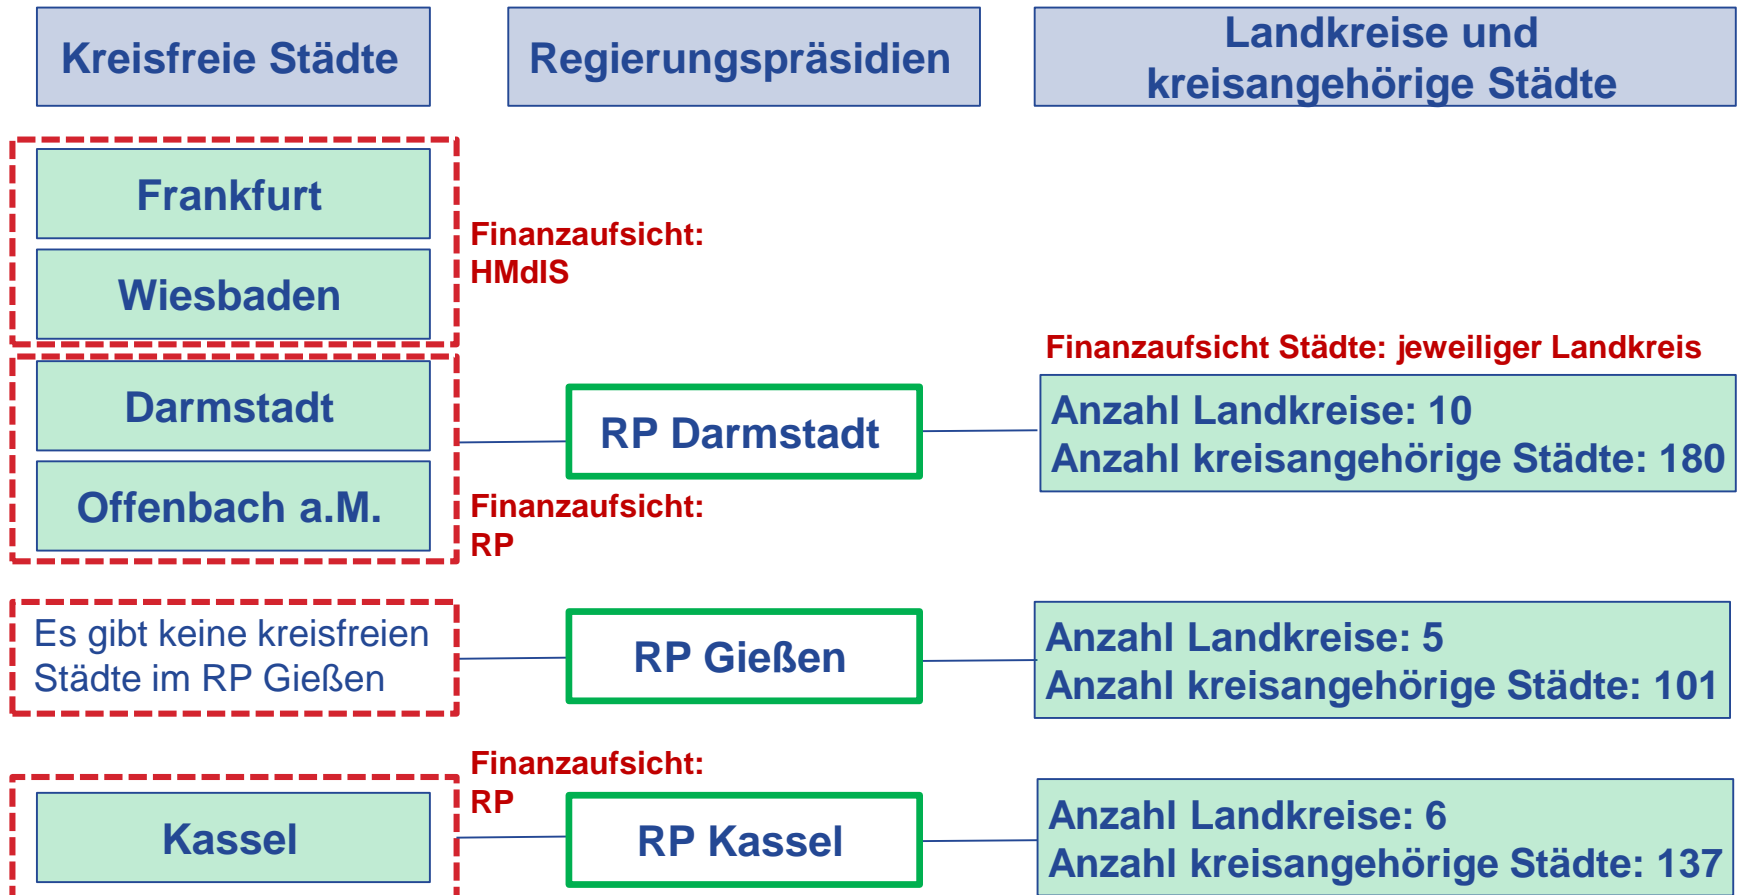 Kreisfreie Städte
Regierungspräsidien
Landkreise und
kreisangehörige Städte
Frankfurt
Wiesbaden
Finanzaufsicht:
HMdIS
Darmstadt
Offenbach a.M.
Finanzaufsicht:
RP
RP Darmstadt
Finanzaufsicht Städte: jeweiliger Landkreis
Anzahl Landkreise: 10
Anzahl kreisangehörige Städte: 180
Es gibt keine kreisfreien
Städte im RP Gießen
RP Gießen
Anzahl Landkreise: 5
Anzahl kreisangehörige Städte: 101
Kassel
Finanzaufsicht:
RP
RP Kassel
Anzahl Landkreise: 6
Anzahl kreisangehörige Städte: 137